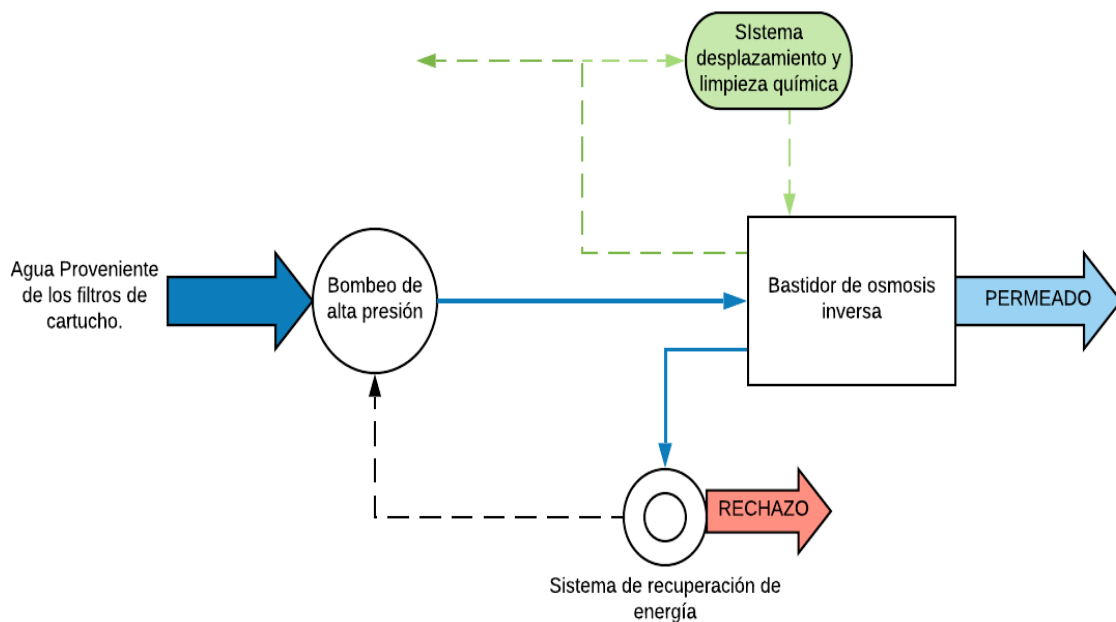 SIstema
desplazamiento y
limpieza química
Agua Proveniente
de los filtros de
cartucho.
Bombeo de
alta presión
Bastidor de osmosis
inversa
PERMEADO
RECHAZO
Sistema de recuperación de
energía